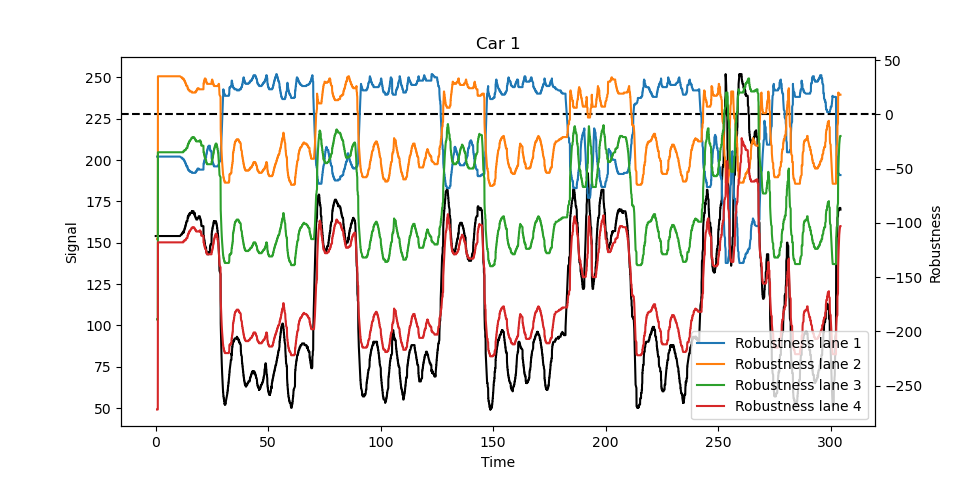 Car 1
250
225
200
175
150
125
100
75
50
Signal
0
50
100
150
200
250
300
Time
50
0
−50
−100
−150
−200
−250
Robustness
Robustness lane 1
Robustness lane 2
Robustness lane 3
Robustness lane 4